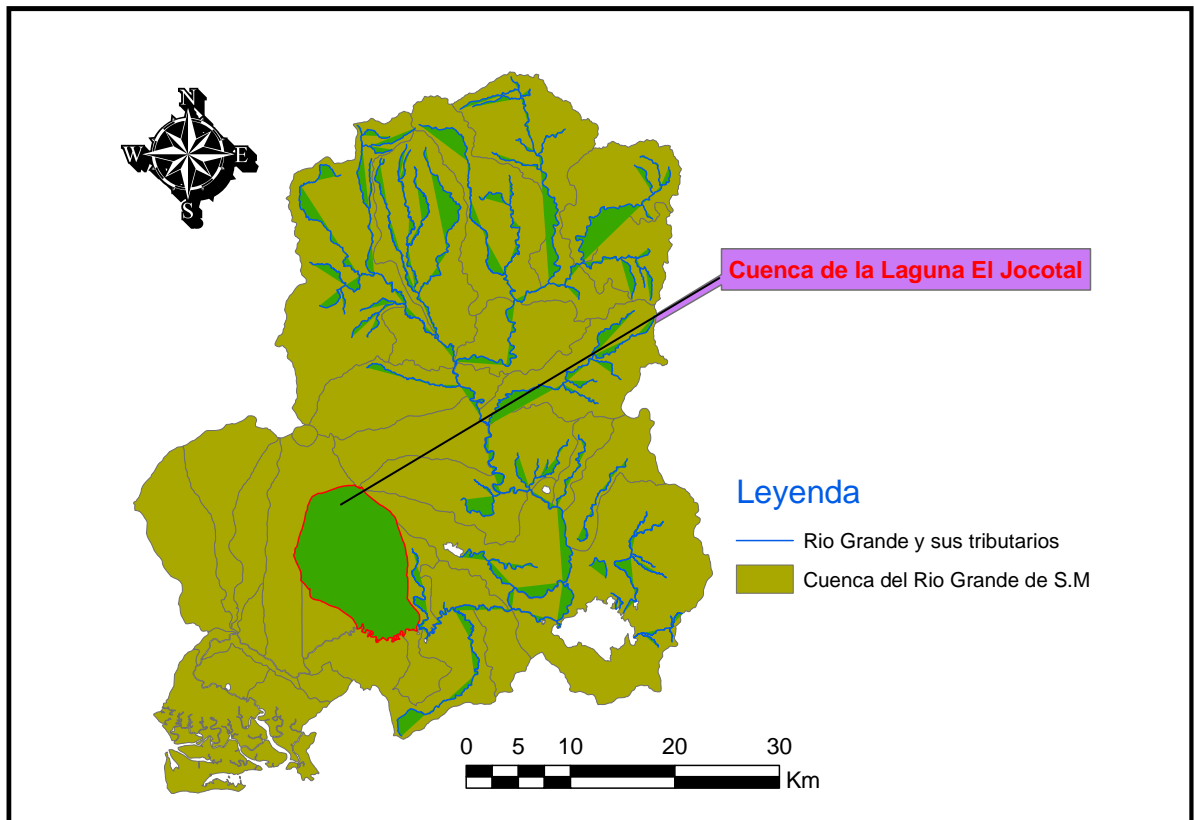 N
W E
S
Cuenca de la Laguna El Jocotal
Leyenda
Rio Grande y sus tributarios
Cuenca del Rio Grande de S.M
0 5 10 20 30
Km